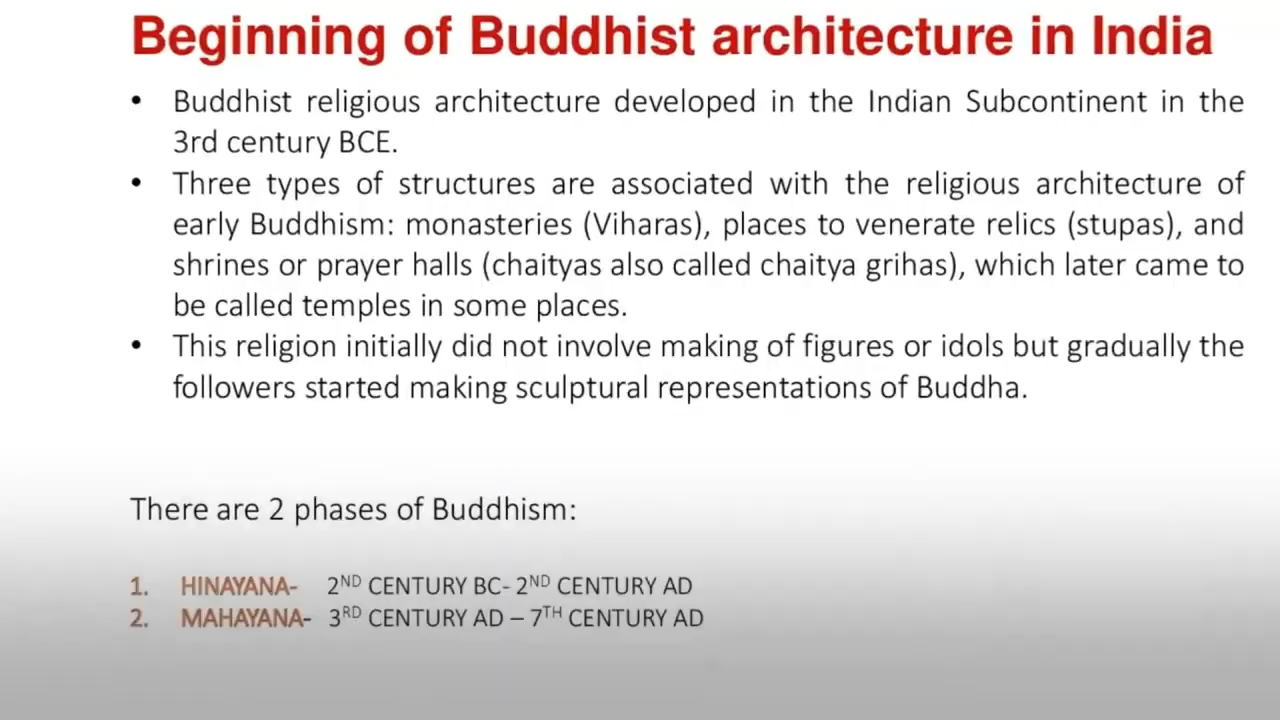 Beginning of Buddhist architecture in India
• Buddhist religious architecture developed in the Indian Subcontinent in the
3rd century BCE.
• Three types of structures are associated with the religious architecture of
early Buddhism: monasteries (Viharas), places to venerate relics (stupas), and
shrines or prayer halls (chaityas also called chaitya grihas), which later came to
be called temples in some places.
• This religion initially did not involve making of figures or idols but gradually the
followers started making sculptural representations of Buddha.
There are 2 phases of Buddhism:
1. HINAYANA- 2ND CENTURY BC- 2ND CENTURY AD
2. MAHAYANA- 3RD CENTURY AD – 7TH CENTURY AD